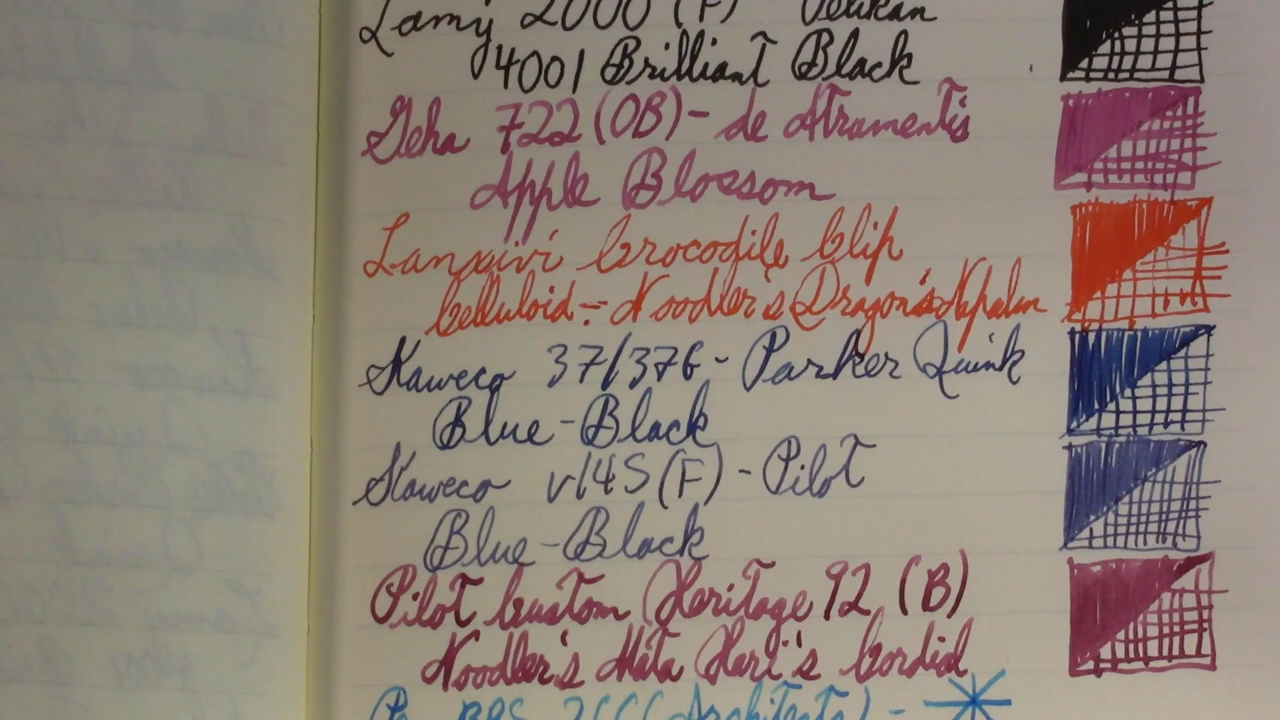 Lamy 2000 (F) Pelikan
4001 Brilliant Black
Geha 722 (OB) - de Atramentis
Apple Blossom
Lanxivi Crocodile Clip
Celluloid - Noodler's Dragon's Napalm
Kaweco 37/376 - Parker Quink
Blue-Black
Kaweco V14S (F) - Pilot
Blue-Black
Pilot Custom Heritage 92 (B)
Noodler's Mata Hari's Cordial
(Architects) -